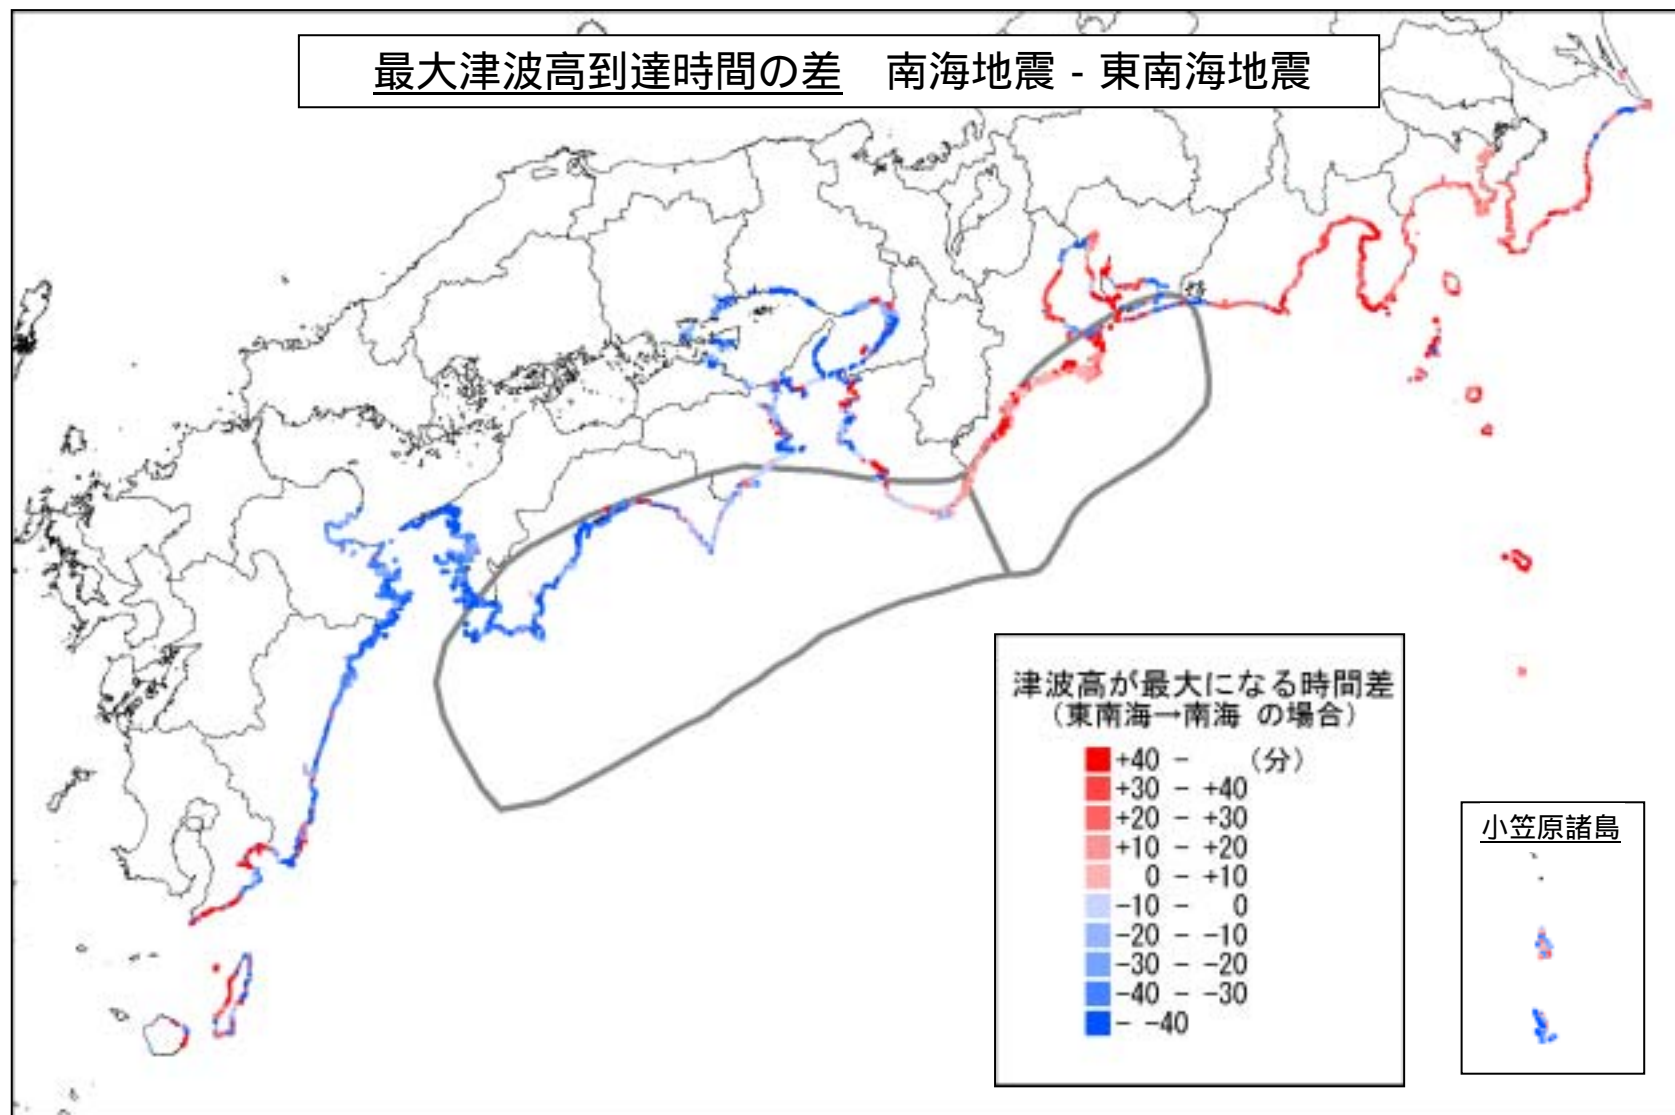 最大津波高到達時間の差　南海地震 - 東南海地震
津波高が最大になる時間差
（東南海→南海 の場合）
+40 -　（分）
+30 - +40
+20 - +30
+10 - +20
0 - +10
-10 - 0
-20 - -10
-30 - -20
-40 - -30
- -40
小笠原諸島